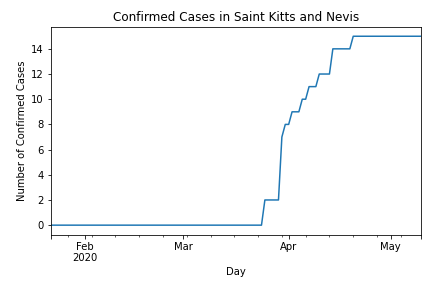 Confirmed Cases in Saint Kitts and Nevis
Number of Confirmed Cases
14
12
10
8
6
4
2
0
Feb Mar Apr May
2020
Day